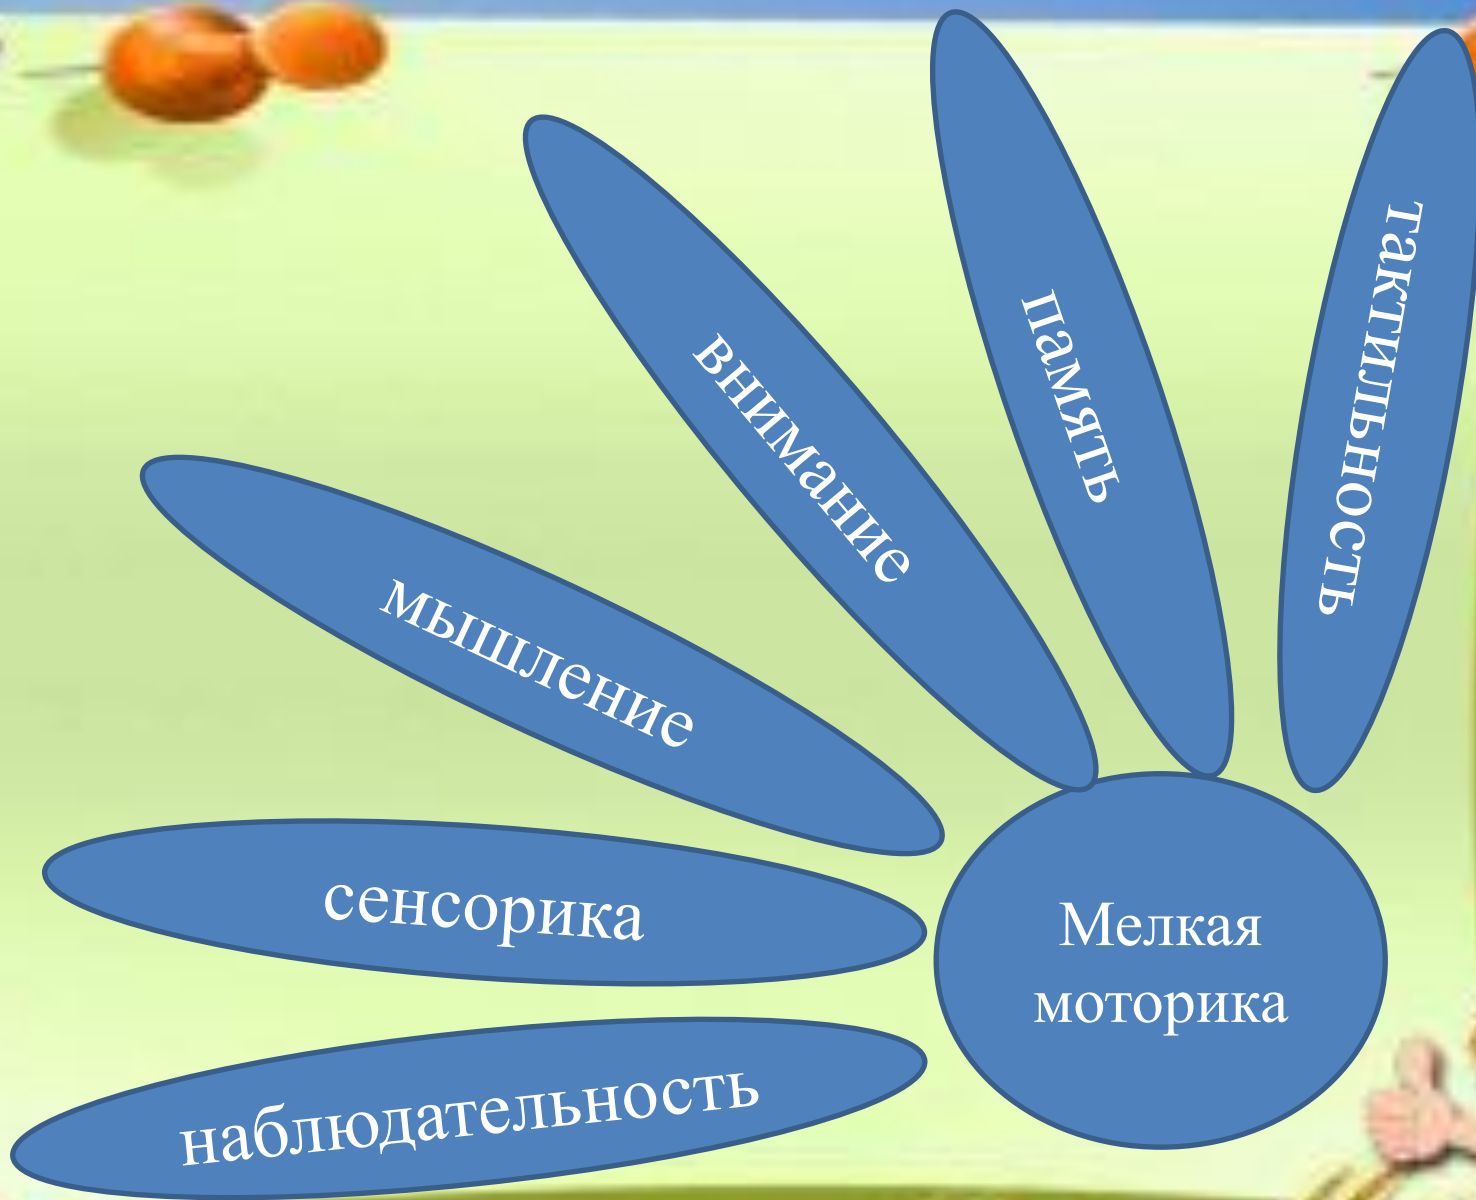 тактильность
память
внимание
мышление
сенсорика
Мелкая
моторика
наблюдательность